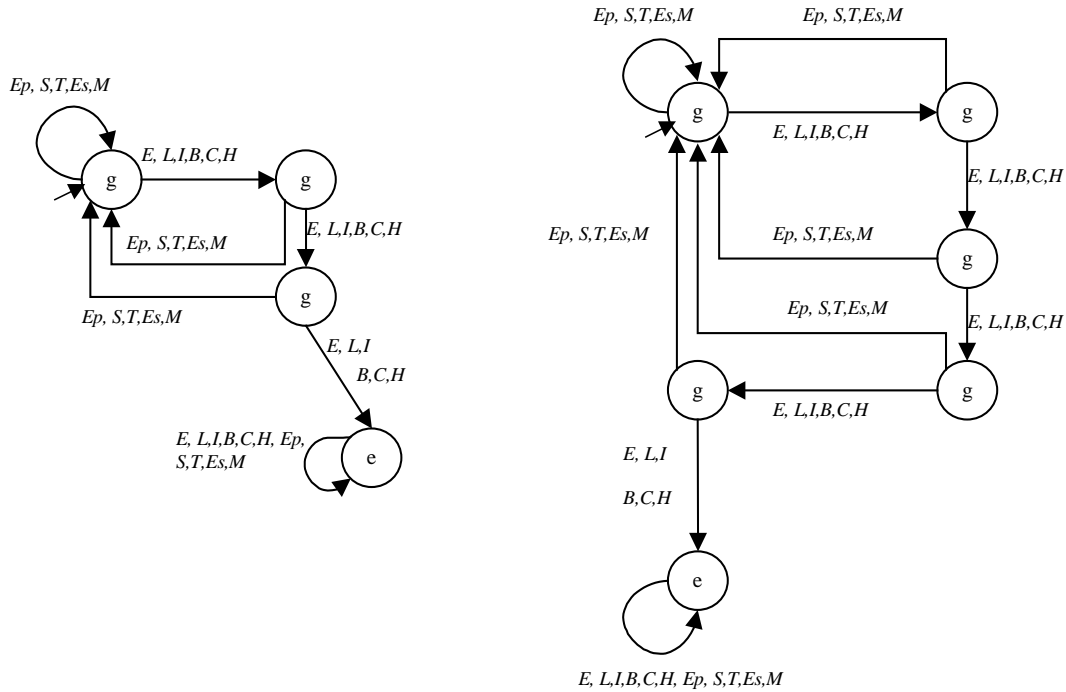 Ep, S,T,Es,M
g
E, L,I,B,C,H
g
Ep, S,T,Es,M
E, L,I,B,C,H
g
Ep, S,T,Es,M
E, L,I
B,C,H
E, L,I,B,C,H, Ep,
S,T,Es,M
e
Ep, S,T,Es,M
Ep, S,T,Es,M
g
E, L,I,B,C,H
g
E, L,I,B,C,H
Ep, S,T,Es,M
Ep, S,T,Es,M
g
Ep, S,T,Es,M
E, L,I,B,C,H
g
E, L,I,B,C,H
g
E, L,I
B,C,H
e
E, L,I,B,C,H, Ep, S,T,Es,M